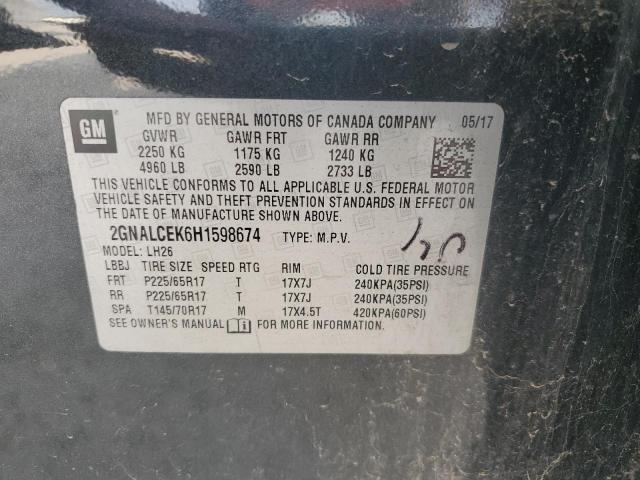 GM
MFD BY GENERAL MOTORS OF CANADA COMPANY 05/17
GVWR GAWR FRT GAWR RR
2250 KG 1175 KG 1240 KG
4960 LB 2590 LB 2733 LB
THIS VEHICLE CONFORMS TO ALL APPLICABLE U.S. FEDERAL MOTOR
VEHICLE SAFETY AND THEFT PREVENTION STANDARDS IN EFFECT ON
THE DATE OF MANUFACTURE SHOWN ABOVE.
2GNALCEK6H1598674 TYPE: M.P.V.
MODEL: LH26
LBBJ TIRE SIZE SPEED RTG RIM COLD TIRE PRESSURE
FRT P225/65R17 T 17X7J 240KPA(35PSI)
RR P225/65R17 T 17X7J 240KPA(35PSI)
SPA T145/70R17 M 17X4.5T 420KPA(60PSI)
SEE OWNER'S MANUAL FOR MORE INFORMATION.